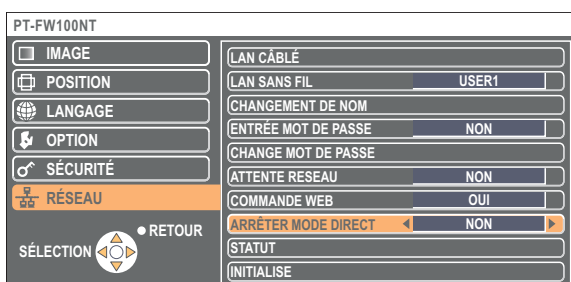 PT-FW100NT
IMAGE
POSITION
LANGAGE
OPTION
SÉCURITÉ
RÉSEAU
RETOUR
SÉLECTION
LAN CÂBLÉ
LAN SANS FIL USER1
CHANGEMENT DE NOM
ENTRÉE MOT DE PASSE NON
CHANGE MOT DE PASSE
ATTENTE RESEAU NON
COMMANDE WEB OUI
ARRÊTER MODE DIRECT NON
STATUT
INITIALISE